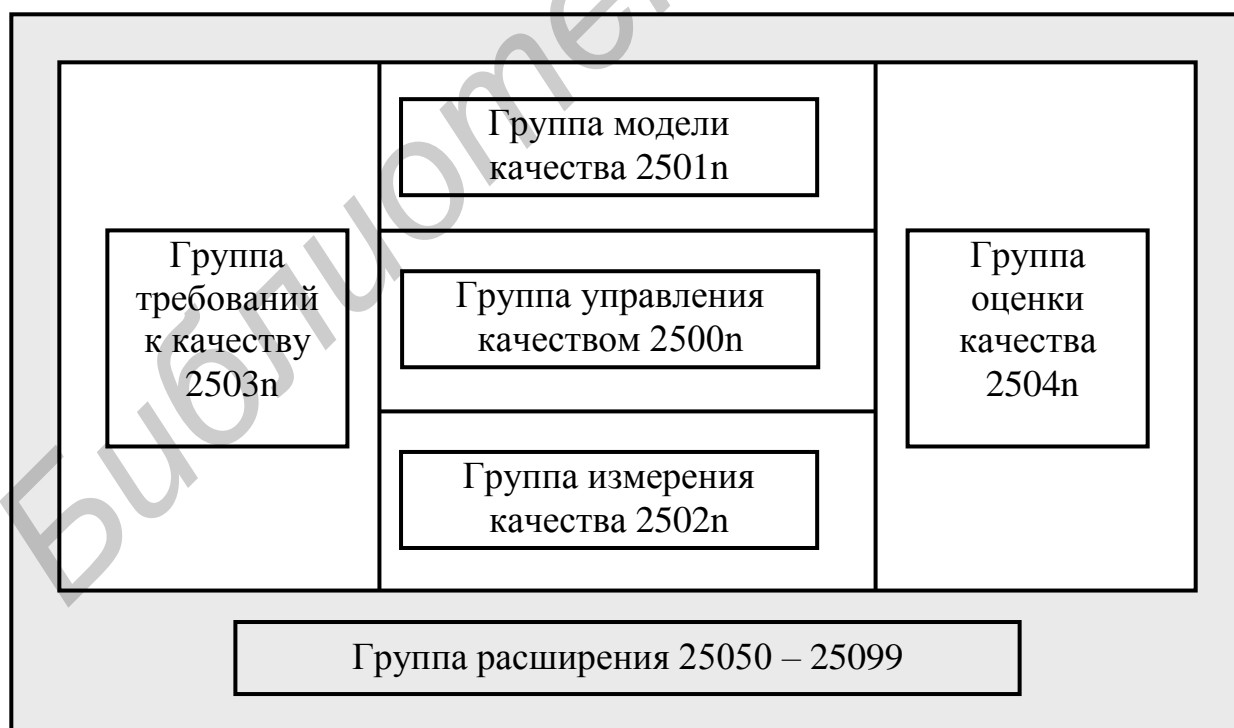 Группа модели
качества 2501n
Группа
требований
к качеству
2503n
Группа управления
качеством 2500n
Группа
оценки
качества
2504n
Группа измерения
качества 2502n
Группа расширения 25050 – 25099